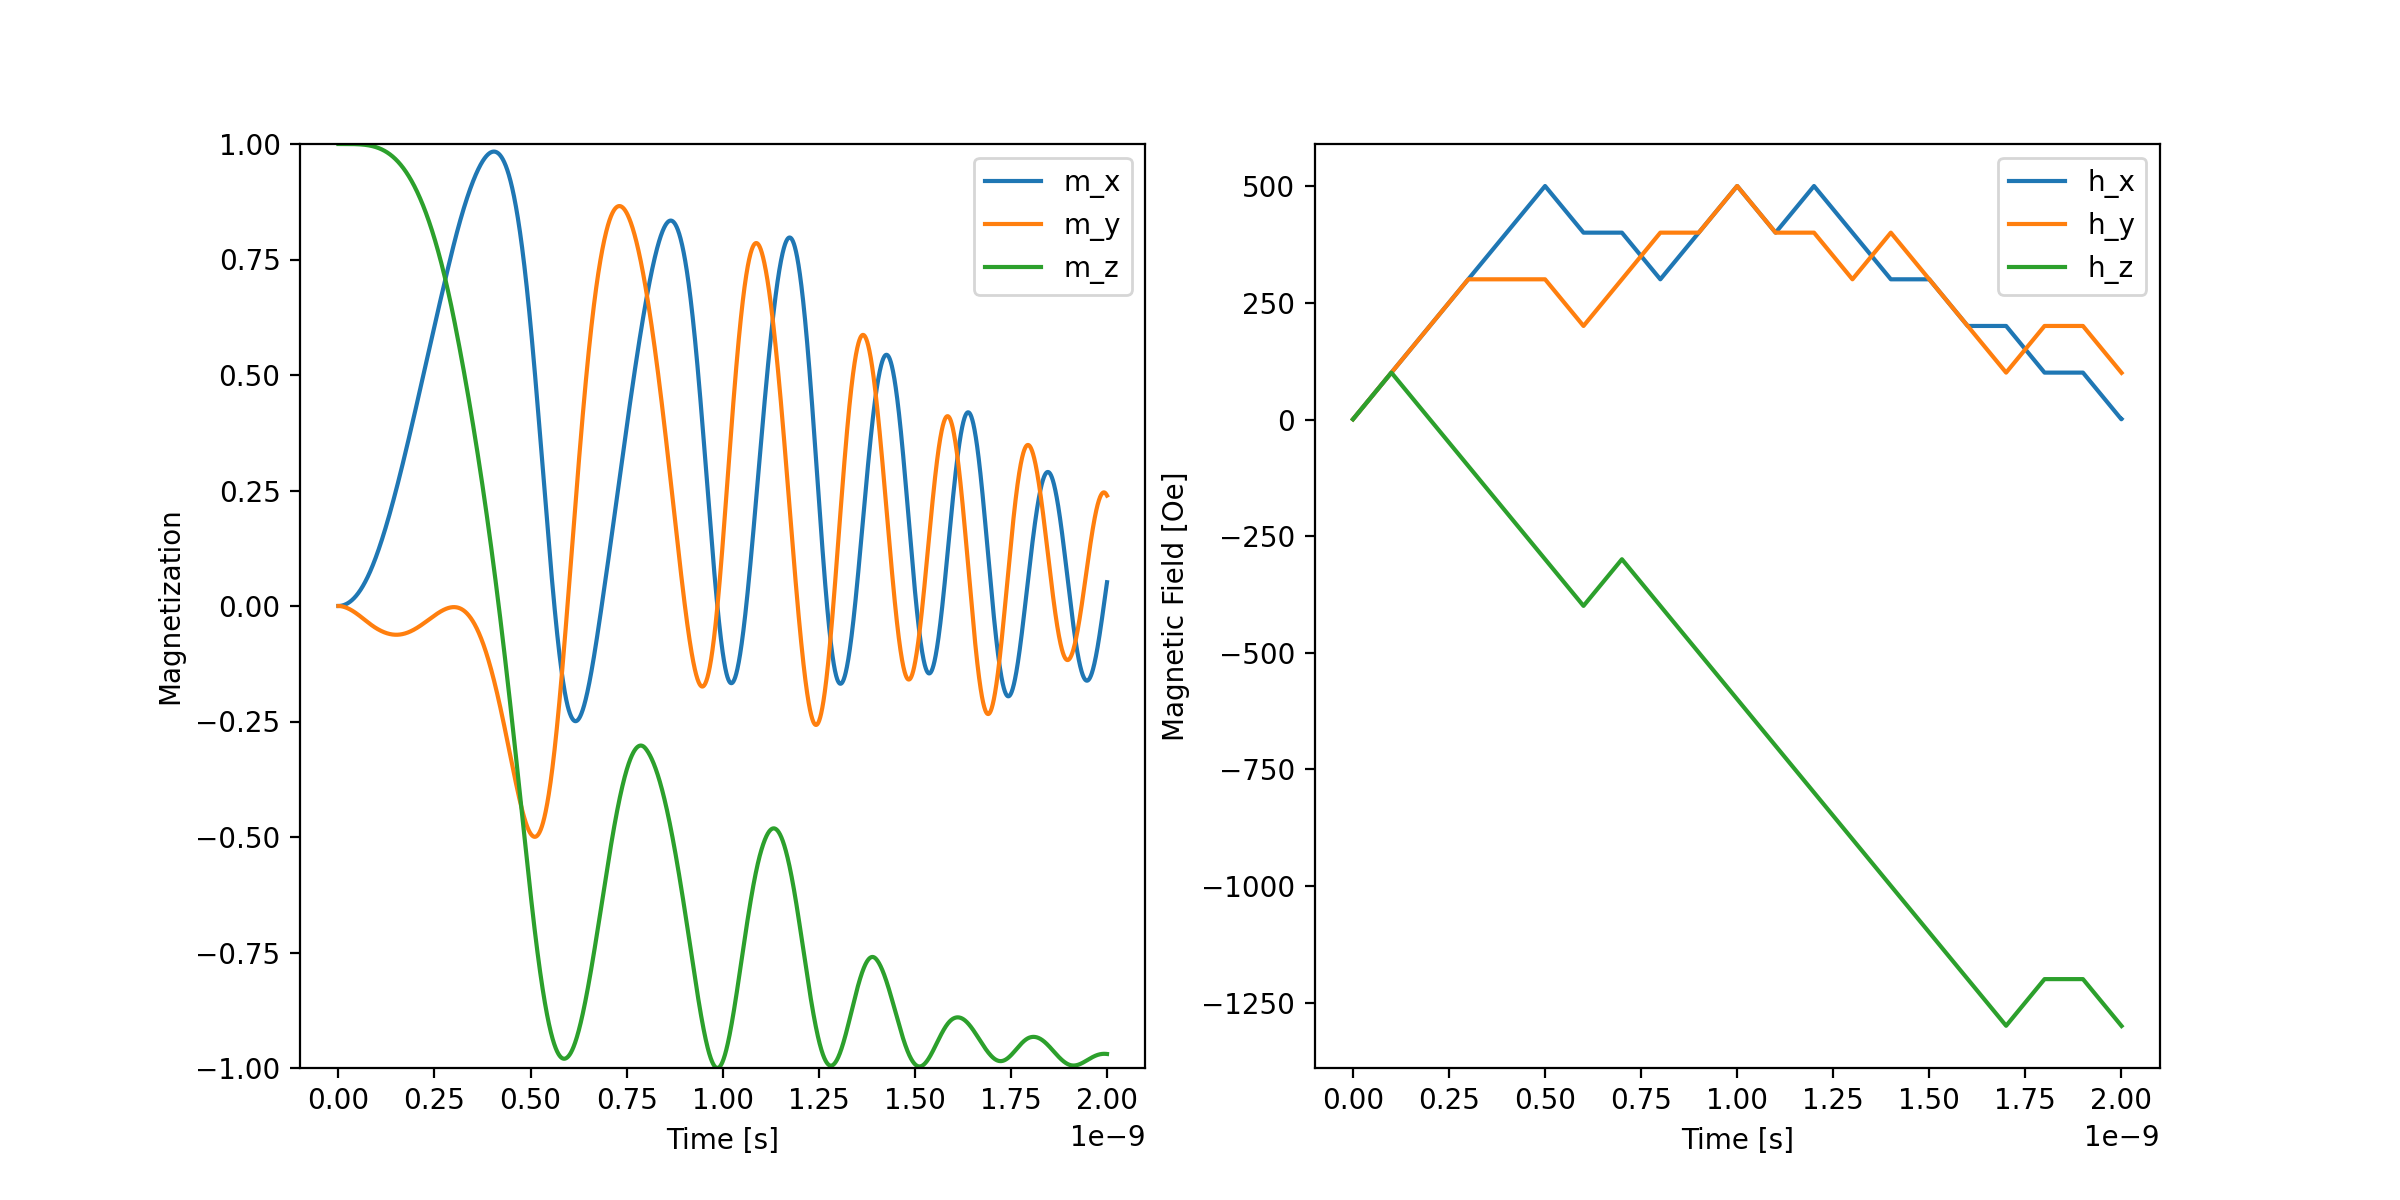 1.00
0.75
0.50
0.25
0.00
−0.25
−0.50
−0.75
−1.00
Magnetization
0.00 0.25 0.50 0.75 1.00 1.25 1.50 1.75 2.00
Time [s]
1e−9
m_x
m_y
m_z
500
250
0
−250
−500
−750
−1000
−1250
Magnetic Field [Oe]
0.00 0.25 0.50 0.75 1.00 1.25 1.50 1.75 2.00
Time [s]
1e−9
h_x
h_y
h_z